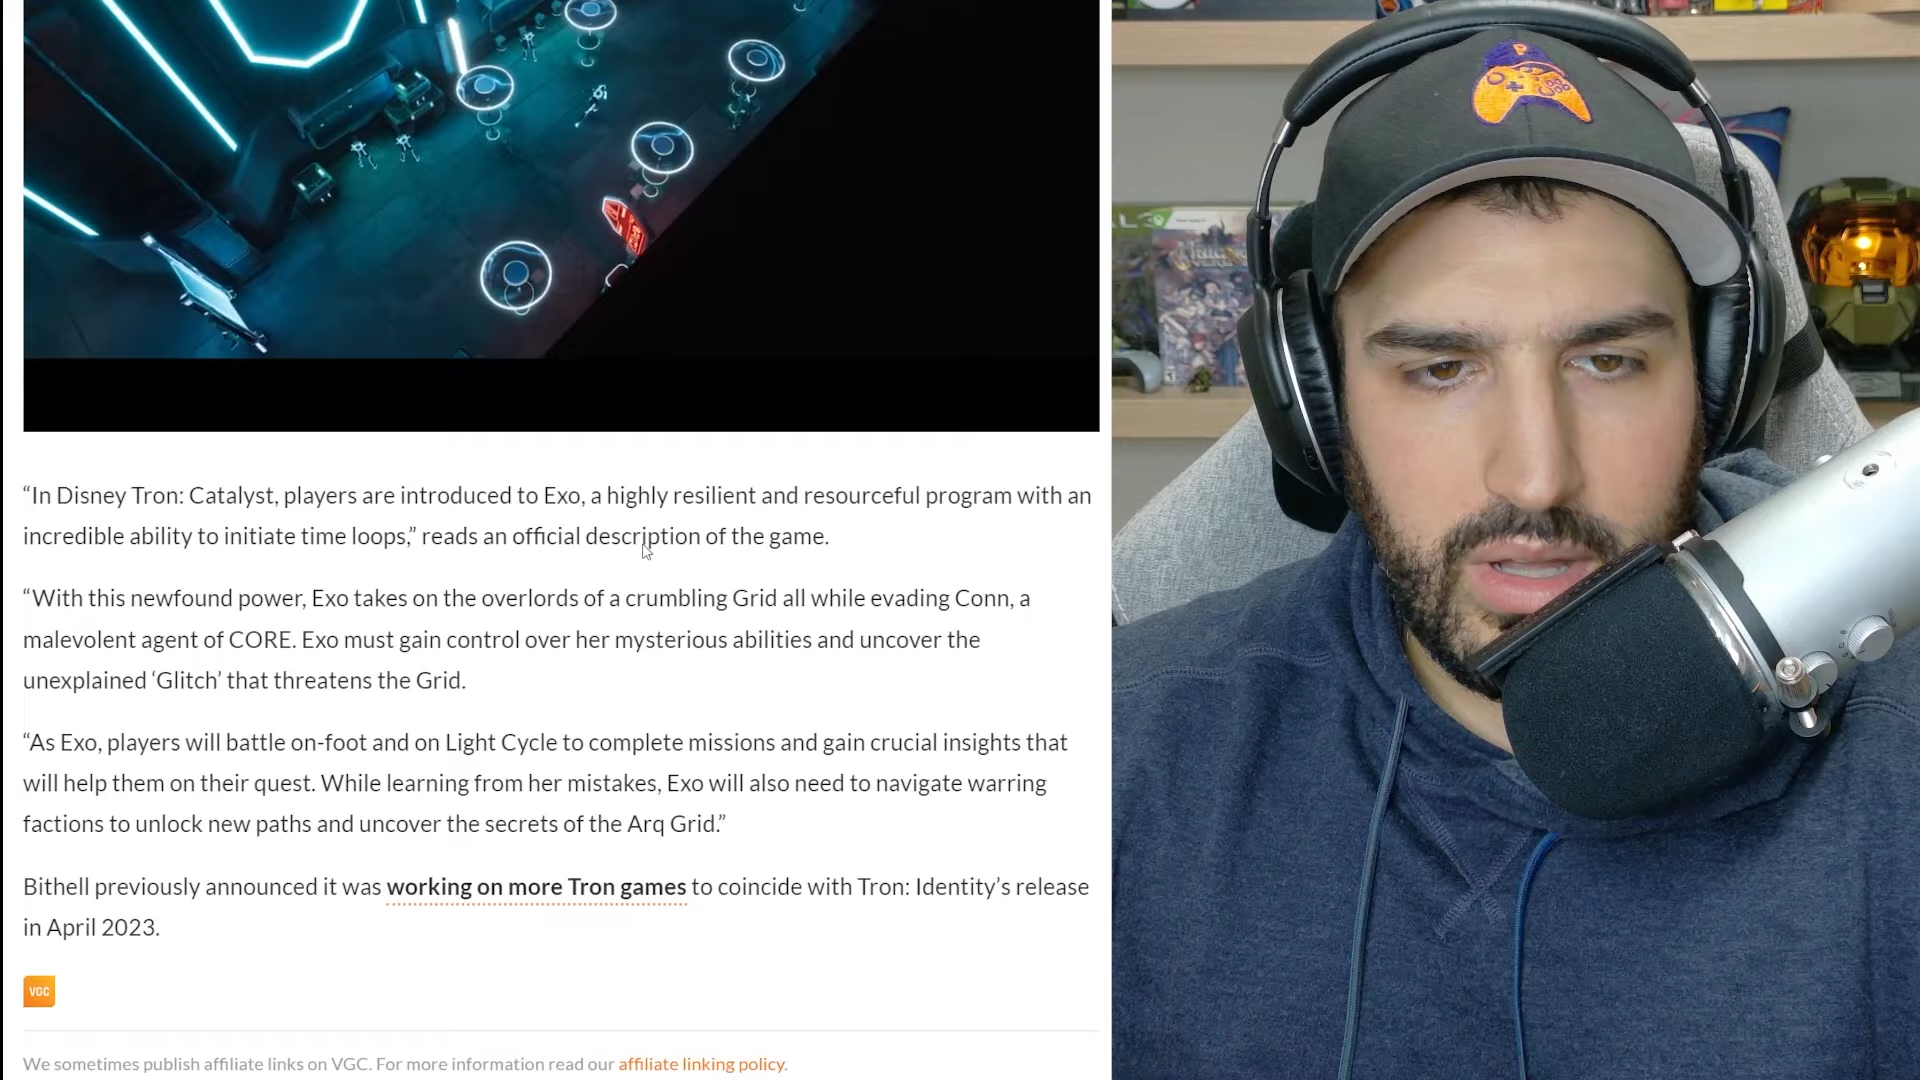 P
“In Disney Tron: Catalyst, players are introduced to Exo, a highly resilient and resourceful program with an
incredible ability to initiate time loops,” reads an official description of the game.
“With this newfound power, Exo takes on the overlords of a crumbling Grid all while evading Conn, a
malevolent agent of CORE. Exo must gain control over her mysterious abilities and uncover the
unexplained ‘Glitch’ that threatens the Grid.
“As Exo, players will battle on-foot and on Light Cycle to complete missions and gain crucial insights that
will help them on their quest. While learning from her mistakes, Exo will also need to navigate warring
factions to unlock new paths and uncover the secrets of the Arq Grid.”
Bithell previously announced it was working on more Tron games to coincide with Tron: Identity’s release
in April 2023.
VGC
We sometimes publish affiliate links on VGC. For more information read our affiliate linking policy.